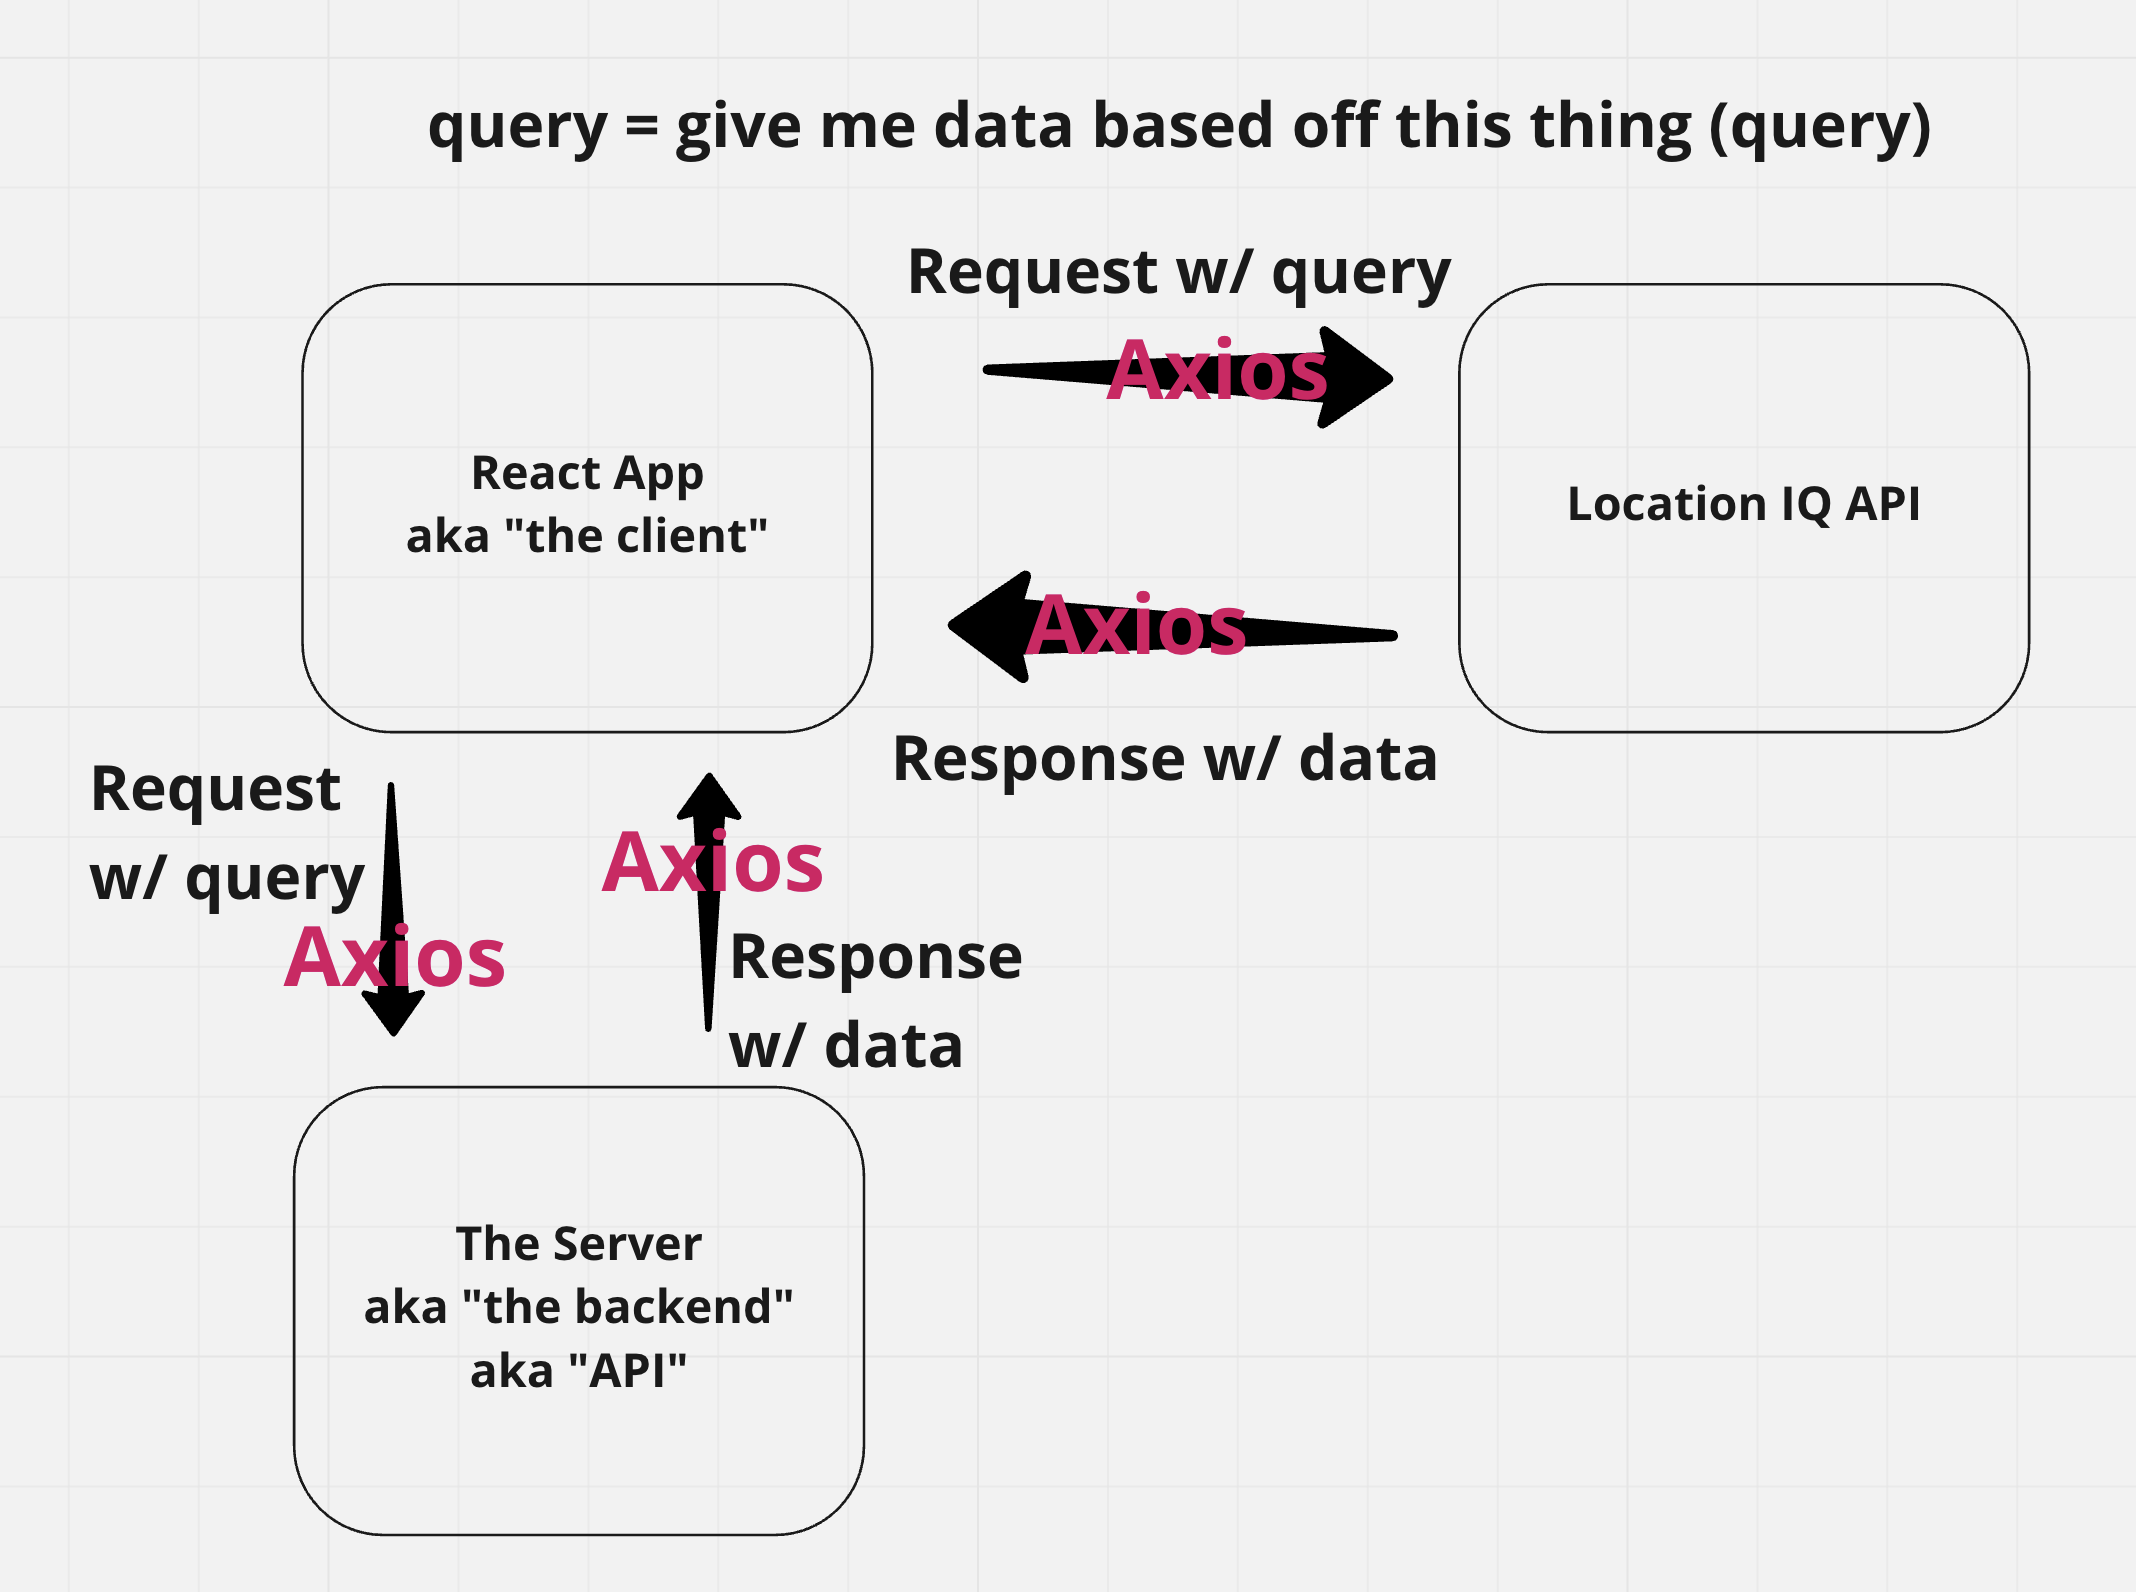 query = give me data based off this thing (query)
Request w/ query
Axios
React App
aka "the client"
Location IQ API
Axios
Response w/ data
Request
w/ query
Axios
Axios
Response
w/ data
The Server
aka "the backend"
aka "API"